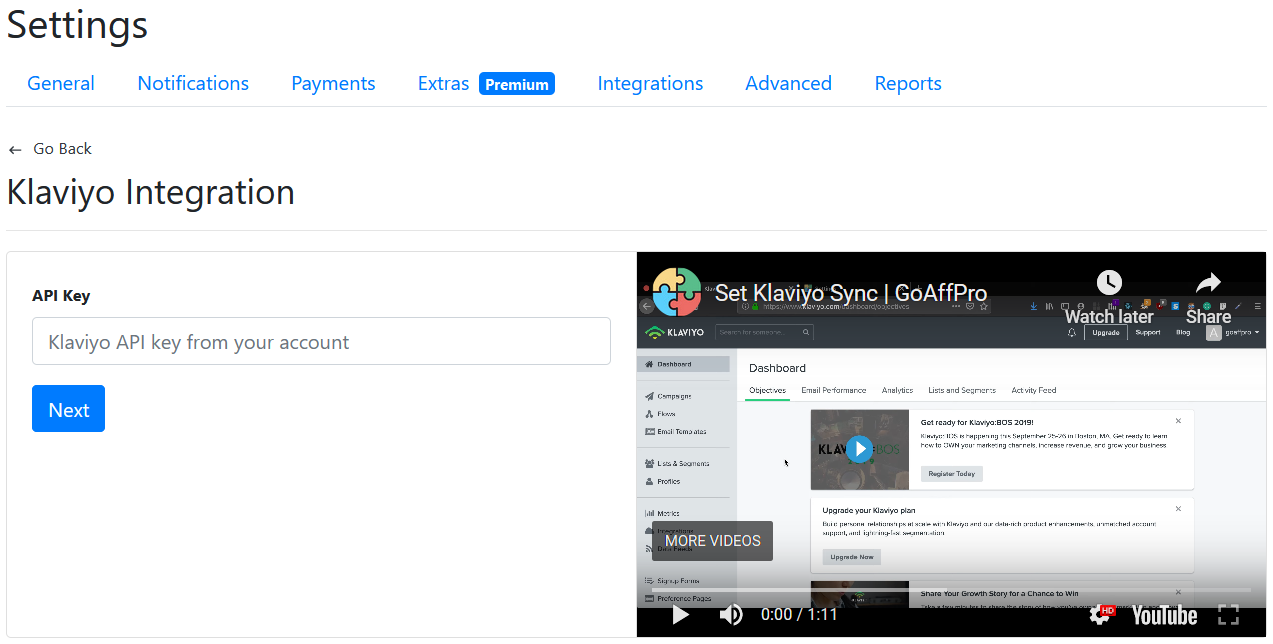 Settings
General Notifications Payments Extras Premium Integrations Advanced Reports
← Go Back
Klaviyo Integration
API Key
Klaviyo API key from your account
Next
Set Klaviyo Sync | GoAffPro
Watch later Share
https://www.klaviyo.com/dashboard/objectives
KLAVIYO Search for someone... Upgrade Support Blog A goaffpro
Dashboard
Campaigns
Flows
Email Templates
Lists & Segments
Profiles
Metrics
Integrations
Data Feeds
Signup Forms
Preference Pages
MORE VIDEOS
Dashboard
Objectives Email Performance Analytics Lists and Segments Activity Feed
Get ready for Klaviyo:BOS 2019!
Klaviyo: BOS is happening this September 25-26 in Boston, MA. Get ready to learn
how to OWN your marketing channels, increase revenue, and grow your business
Register Today
Upgrade your Klaviyo plan
Build personal relationships at scale with Klaviyo and our data-rich product enhancements, unmatched account
support, and lightning-fast segmentation
Upgrade Now
Share Your Growth Story for a Chance to Win
0:00 / 1:11 HD YouTube